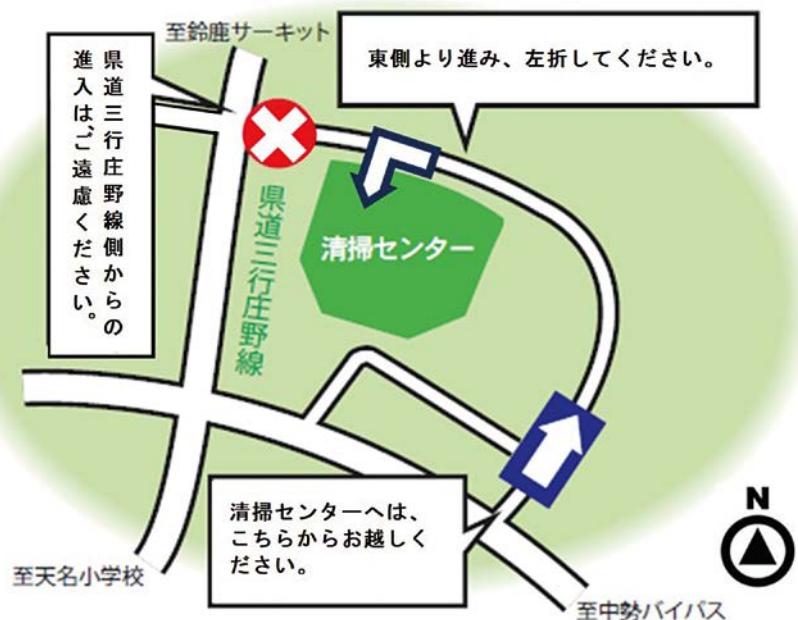 至鈴鹿サーキット
県道三行庄野線側からの
進入は、ご遠慮ください。
東側より進み、左折してください。
県道三行庄野線
清掃センター
清掃センターへは、
こちらからお越しく
ださい。
N
至天名小学校
至中勢バイパス